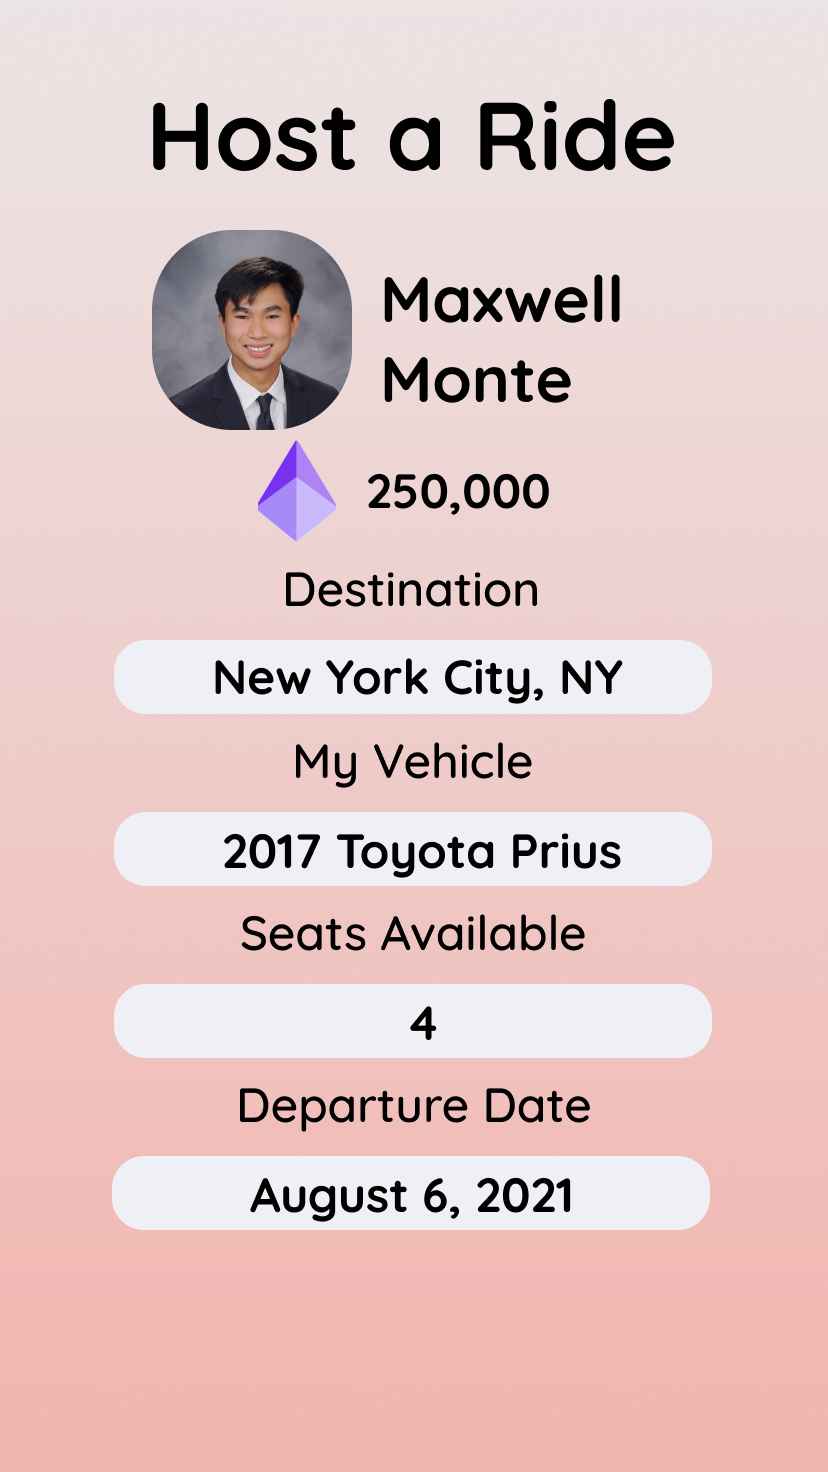 Host a Ride
Maxwell
Monte
250,000
Destination
New York City, NY
My Vehicle
2017 Toyota Prius
Seats Available
4
Departure Date
August 6, 2021